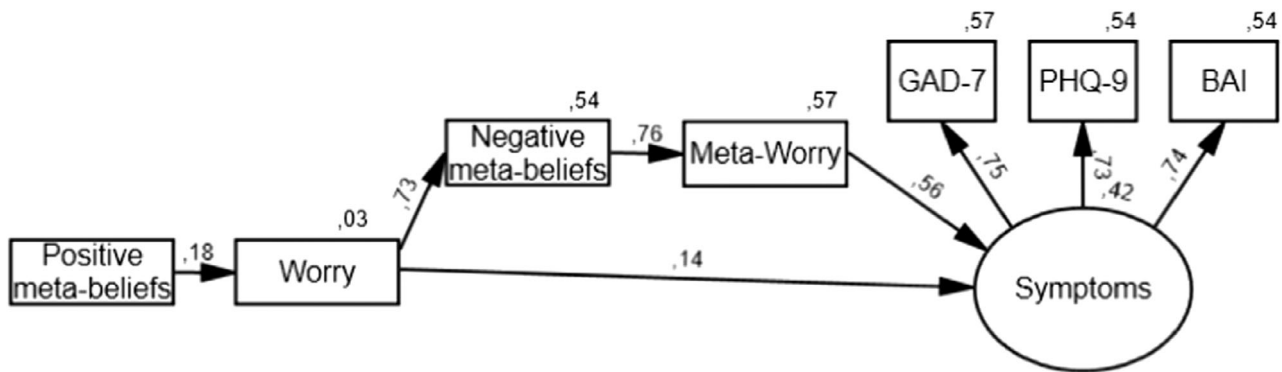 ,57 ,54 ,54
GAD-7 PHQ-9 BAI
,54 ,57
Negative
meta-beliefs
,76
Meta-Worry
,75
,73
,74
,42
,73
,56
,03
Positive
meta-beliefs
,18
Worry
,14
Symptoms